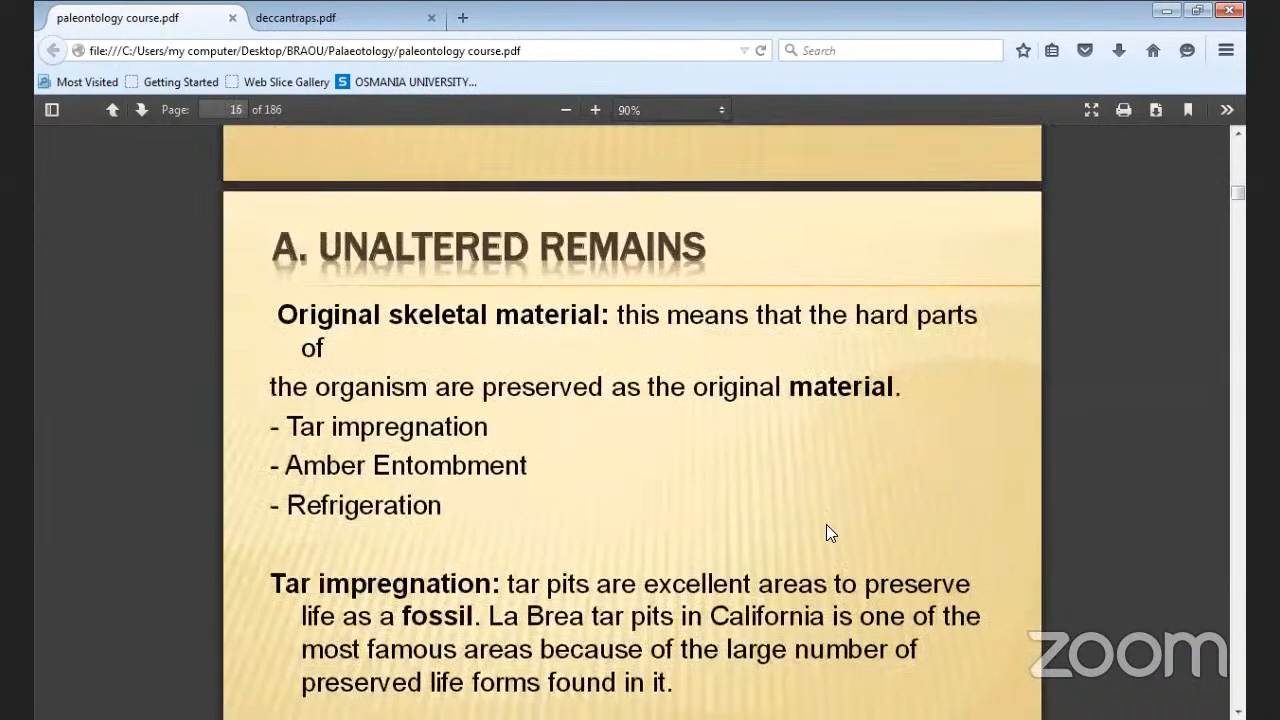 paleontology course.pdf
deccantraps.pdf
file:///C:/Users/my computer/Desktop/BRAOU/Palaeotology/paleontology course.pdf
Search
Most Visited
Getting Started
Web Slice Gallery
OSMANIA UNIVERSITY...
Page: 16 of 186
90%
A. UNALTERED REMAINS
Original skeletal material: this means that the hard parts
of
the organism are preserved as the original material.
- Tar impregnation
- Amber Entombment
- Refrigeration
Tar impregnation: tar pits are excellent areas to preserve
life as a fossil. La Brea tar pits in California is one of the
most famous areas because of the large number of
preserved life forms found in it.
zoom